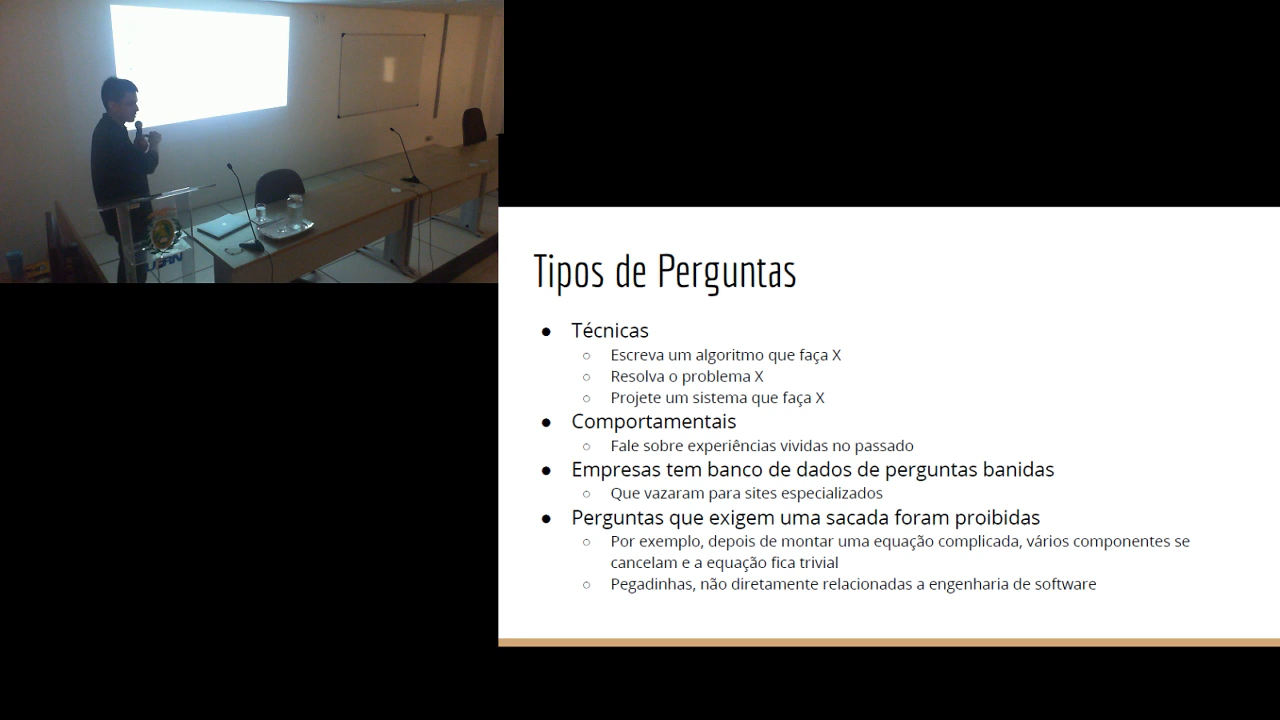 Tipos de Perguntas
● Técnicas
○ Escreva um algoritmo que faça X
○ Resolva o problema X
○ Projete um sistema que faça X
● Comportamentais
○ Fale sobre experiências vividas no passado
● Empresas tem banco de dados de perguntas banidas
○ Que vazaram para sites especializados
● Perguntas que exigem uma sacada foram proibidas
○ Por exemplo, depois de montar uma equação complicada, vários componentes se
cancelam e a equação fica trivial
○ Pegadinhas, não diretamente relacionadas a engenharia de software